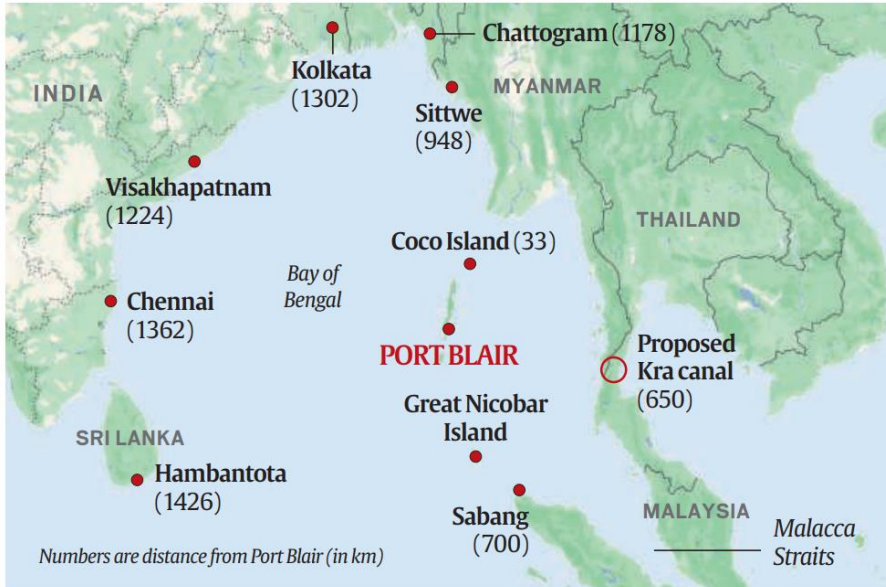 Chattogram (1178)
Kolkata
(1302)
INDIA
MYANMAR
Sittwe
(948)
Visakhapatnam
(1224)
THAILAND
Coco Island (33)
Bay of
Bengal
Chennai
(1362)
PORT BLAIR
Proposed
Kra canal
(650)
Great Nicobar
Island
SRI LANKA
Hambantota
(1426)
Sabang
(700)
MALAYSIA
Malacca
Straits
Numbers are distance from Port Blair (in km)